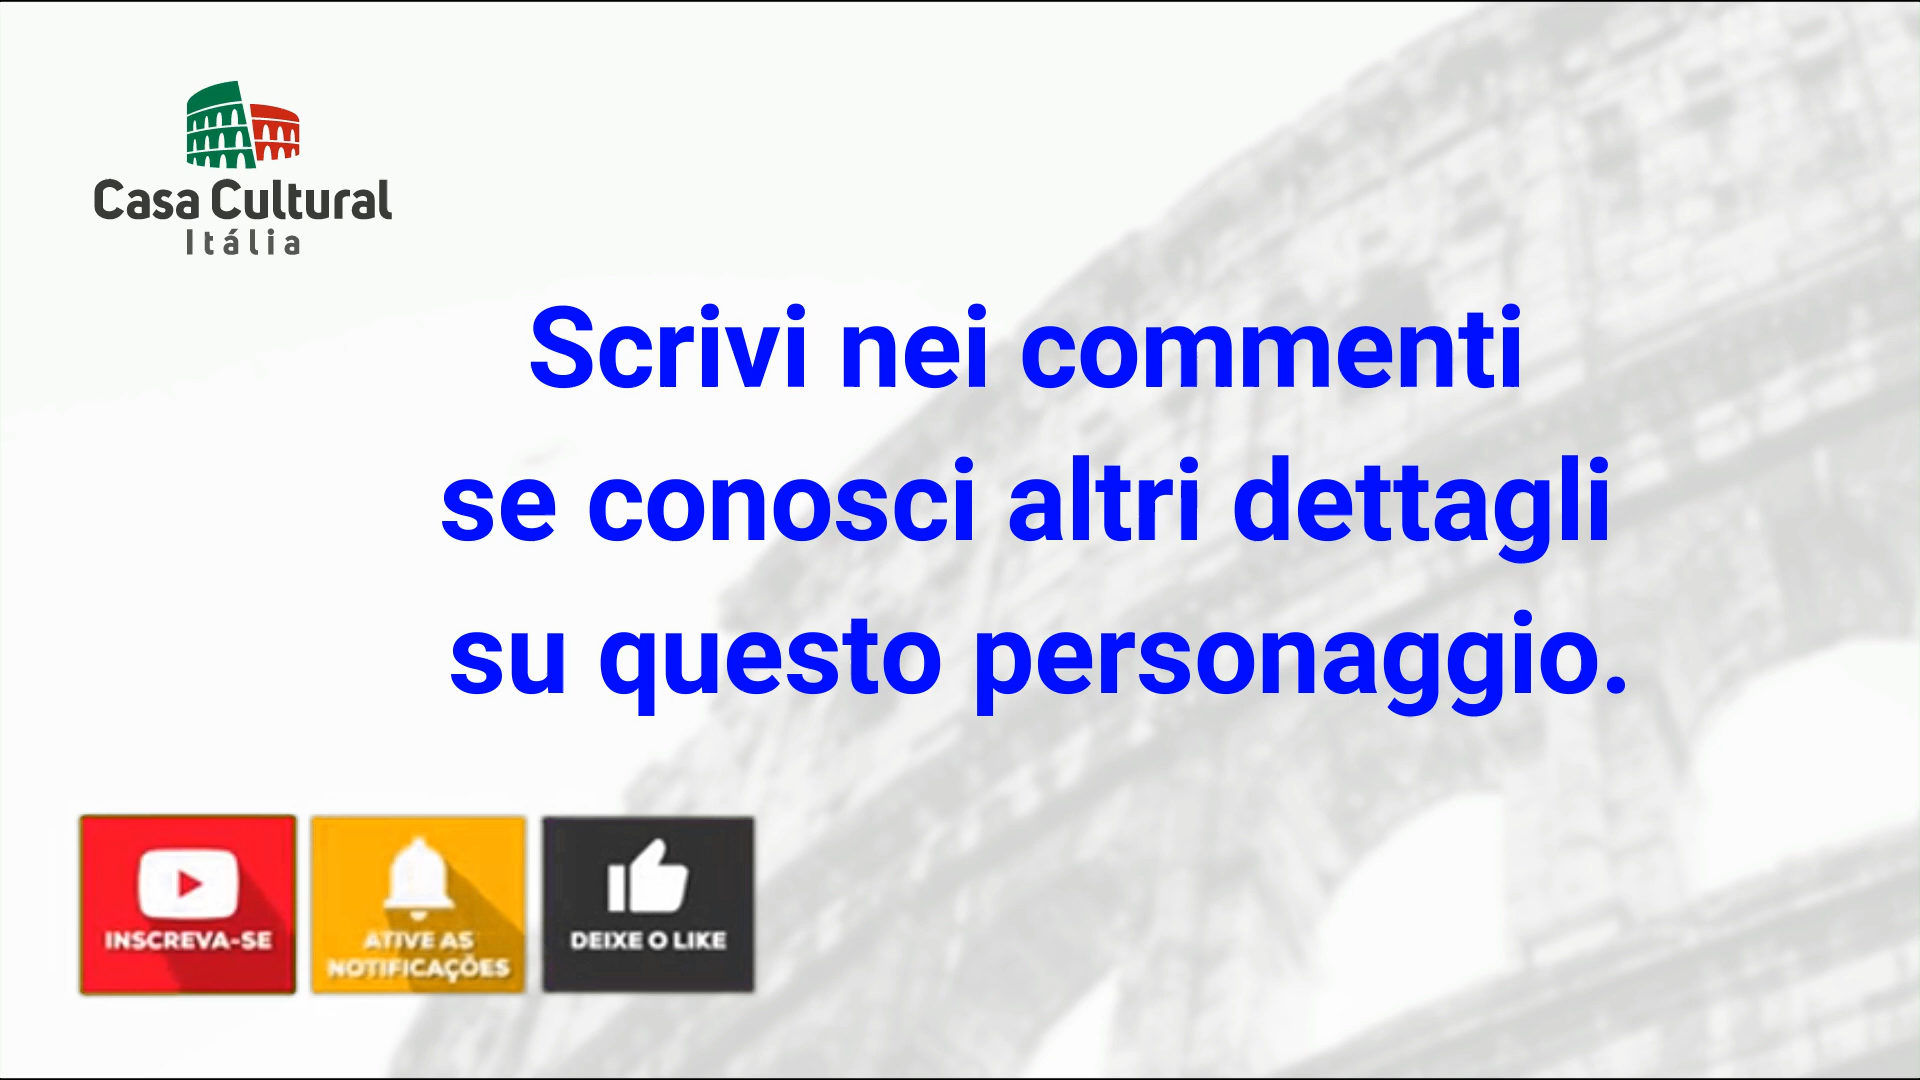 Casa Cultural
Itália
Scrivi nei commenti
se conosci altri dettagli
su questo personaggio.
INSCREVA-SE
ATIVE AS
NOTIFICAÇÕES
DEIXE O LIKE